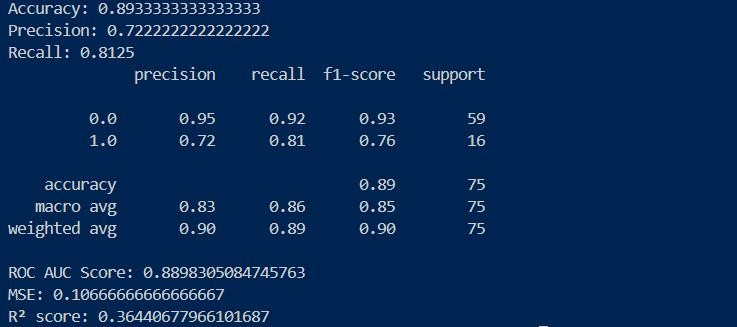 Accuracy: 0.8933333333333333
Precision: 0.7222222222222222
Recall: 0.8125
precision recall f1-score support
0.0 0.95 0.92 0.93 59
1.0 0.72 0.81 0.76 16
accuracy 0.89 75
macro avg 0.83 0.86 0.85 75
weighted avg 0.90 0.89 0.90 75
ROC AUC Score: 0.8898305084745763
MSE: 0.10666666666666667
R² score: 0.36440677966101687